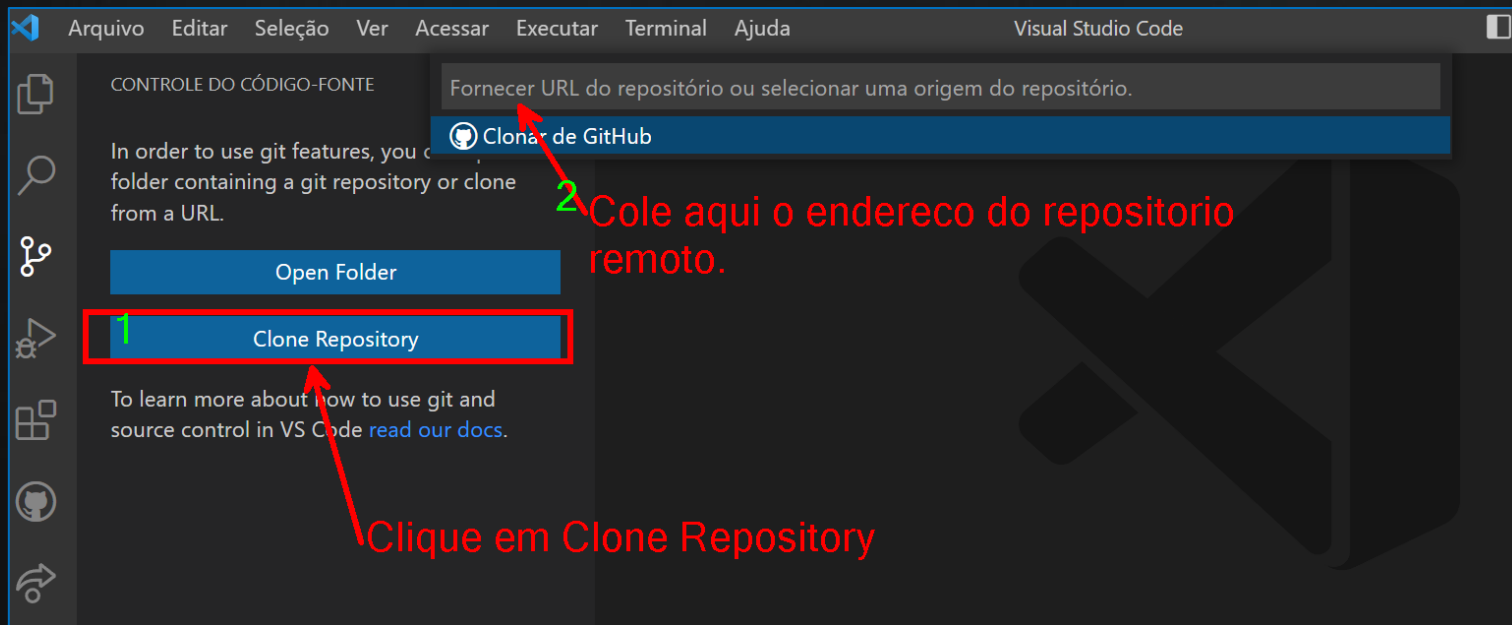 Arquivo Editar Seleção Ver Acessar Executar Terminal Ajuda Visual Studio Code
CONTROLE DO CÓDIGO-FONTE
Fornecer URL do repositório ou selecionar uma origem do repositório.
Clonar de GitHub
In order to use git features, you
folder containing a git repository or clone
from a URL.
2
Cole aqui o endereco do repositorio
remoto.
Open Folder
1
Clone Repository
To learn more about how to use git and
source control in VS Code read our docs.
Clique em Clone Repository